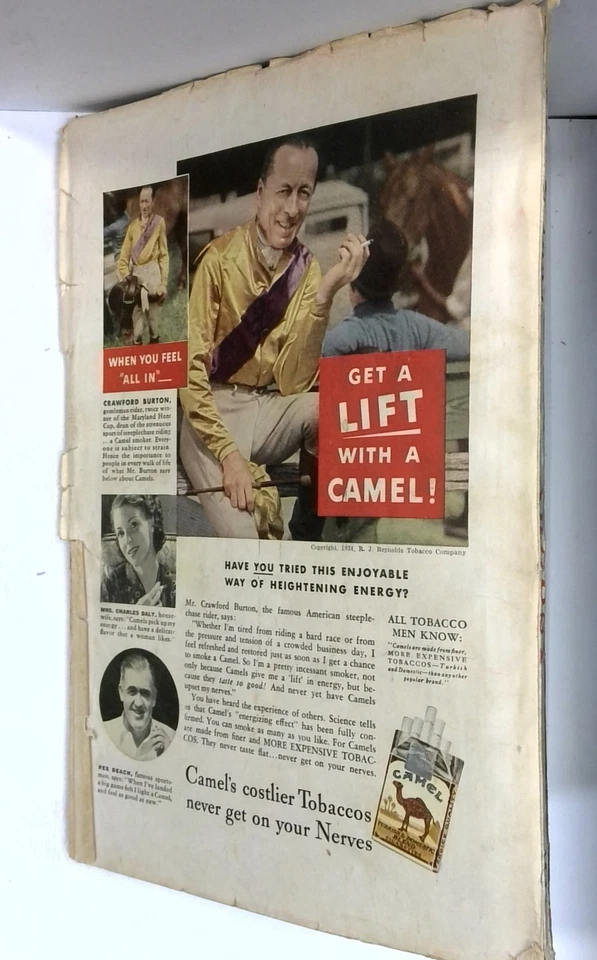 WHEN YOU FEEL
"ALL IN"—
CRAWFORD BURTON,
gentleman rider, twice win-
ner of the Maryland Hunt
Cup, dean of the strenuous
sport of steeplechase riding
... a Camel smoker. Every-
one is subject to strain.
Hence the importance to
people in every walk of life
of what Mr. Burton says
below about Camels.
GET A
LIFT
WITH A
CAMEL!
Copyright, 1934, R. J. Reynolds Tobacco Company
MRS. CHARLES DALY, house-
wife, says: "Camels pick up my
energy ... and have a delicate
flavor that a woman likes."
REX BEACH, famous sports-
man, says: "When I've landed
a big game fish I light a Camel,
and feel as good as new."
HAVE YOU TRIED THIS ENJOYABLE
WAY OF HEIGHTENING ENERGY?
Mr. Crawford Burton, the famous American steeple-
chase rider, says:
"Whether I'm tired from riding a hard race or from
the pressure and tension of a crowded business day, I
feel refreshed and restored just as soon as I get a chance
to smoke a Camel. So I'm a pretty incessant smoker, not
only because Camels give me a 'lift' in energy, but be-
cause they taste so good! And never yet have Camels
upset my nerves."
You have heard the experience of others. Science tells
us that Camel's "energizing effect" has been fully con-
firmed. You can smoke as many as you like. For Camels
are made from finer and MORE EXPENSIVE TOBAC-
COS. They never taste flat...never get on your nerves.
ALL TOBACCO
MEN KNOW:
"Camels are made from finer,
MORE EXPENSIVE
TOBACCOS—Turkish
and Domestic—than any other
popular brand."
Camel's costlier Tobaccos
never get on your Nerves
CAMEL
TURKISH & DOMESTIC
BLEND
CIGARETTES